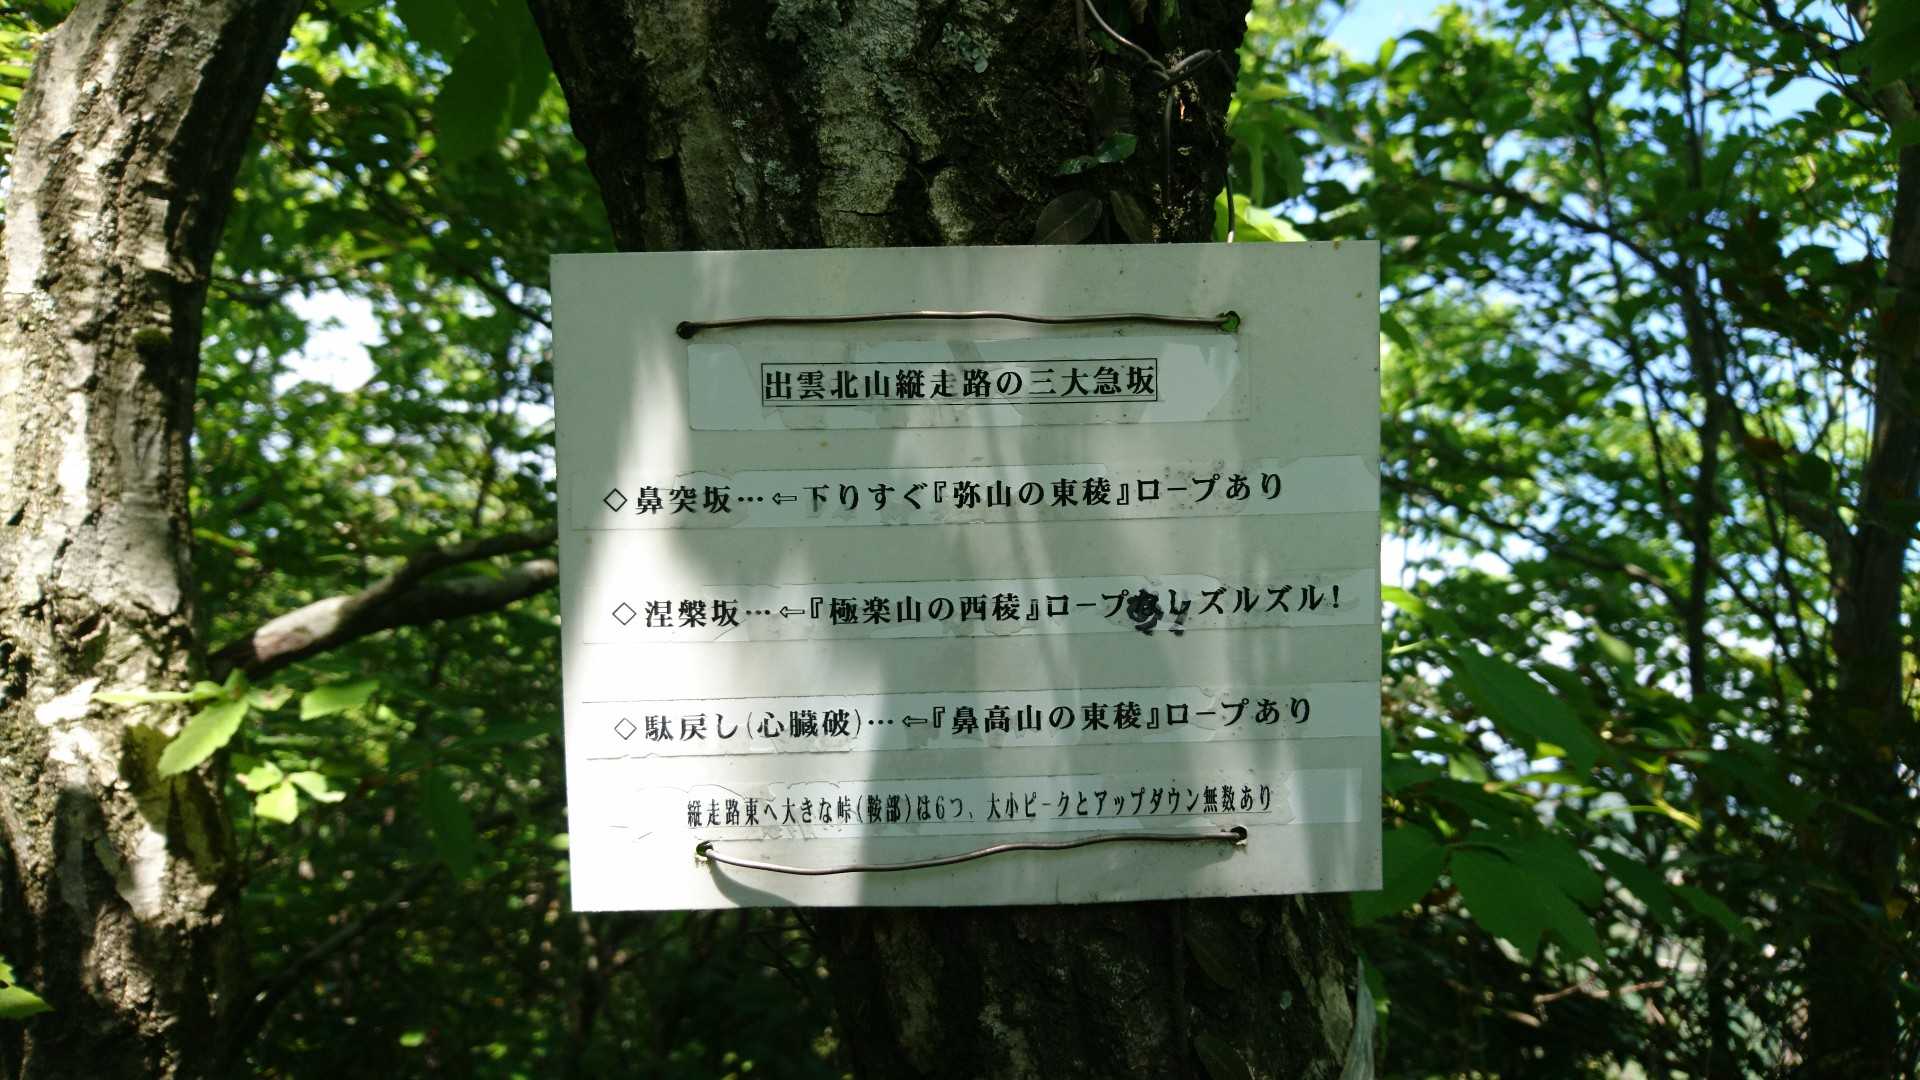 出雲北山縦走路の三大急坂
◇鼻突坂…⇦下りすぐ『弥山の東稜』ロープあり
◇涅槃坂…⇦『極楽山の西稜』ロープ ズルズル!
◇駄戻し(心臓破)…⇦『鼻高山の東稜』ロープあり
縦走路東へ大きな峠(鞍部)は6つ、大小ピークとアップダウン無数あり